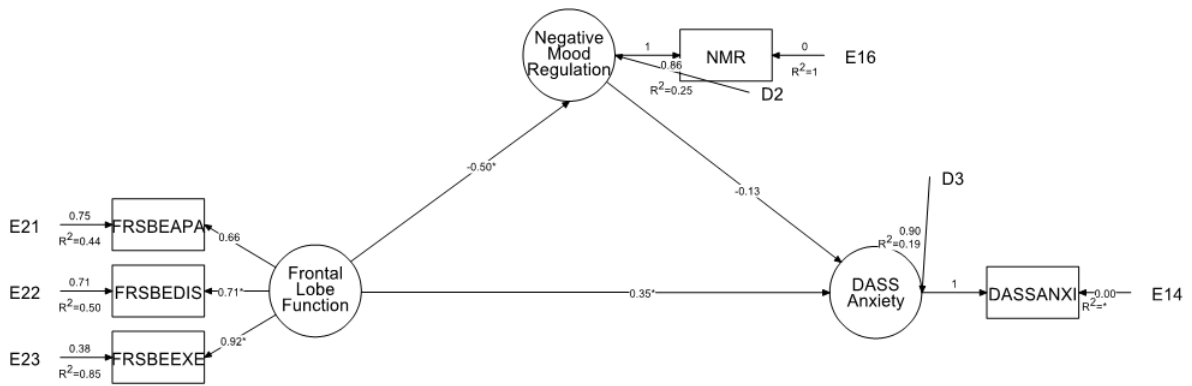 Negative
Mood
Regulation
1
0.86
R²=0.25
NMR
0
R²=1
E16
D2
-0.50*
-0.13
D3
E21
0.75
R²=0.44
FRSBEAPA
0.66
E22
0.71
R²=0.50
FRSBEDIS
0.71*
E23
0.38
R²=0.85
FRSBEEXE
0.92*
Frontal
Lobe
Function
0.35*
0.90
R²=0.19
DASS
Anxiety
1
DASSANXI
0.00
R²=*
E14